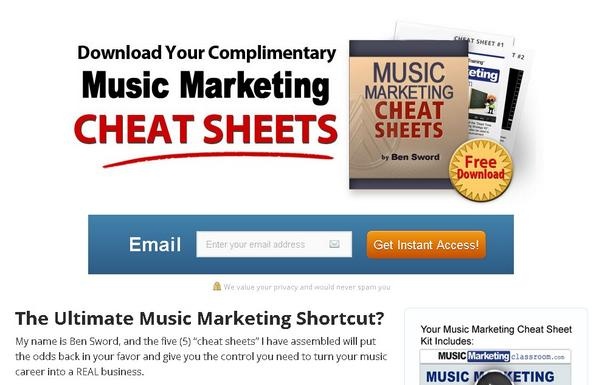 Download Your Complimentary
Music Marketing
CHEAT SHEETS
CHEAT SHEET #1
#2
MUSIC
MARKETING
CHEAT
SHEETS
by Ben Sword
Free
Download
Email
Enter your email address
Get Instant Access!
We value your privacy and would never spam you
The Ultimate Music Marketing Shortcut?
My name is Ben Sword, and the five (5) “cheat sheets” I have assembled will put
the odds back in your favor and give you the control you need to turn your music
career into a REAL business.
Your Music Marketing Cheat Sheet
Kit Includes:
MUSIC Marketing classroom.com
MUSIC MARKETING